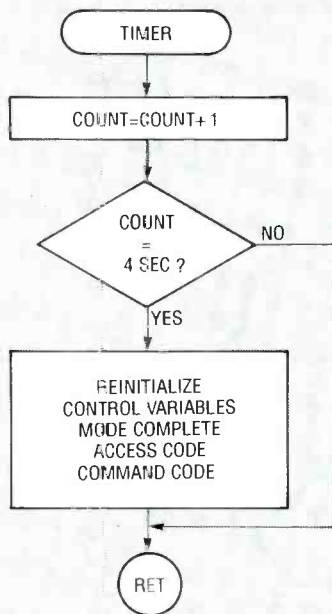 TIMER
COUNT=COUNT+1
COUNT
=
4 SEC ?
NO
YES
REINITIALIZE
CONTROL VARIABLES
MODE COMPLETE
ACCESS CODE
COMMAND CODE
RET